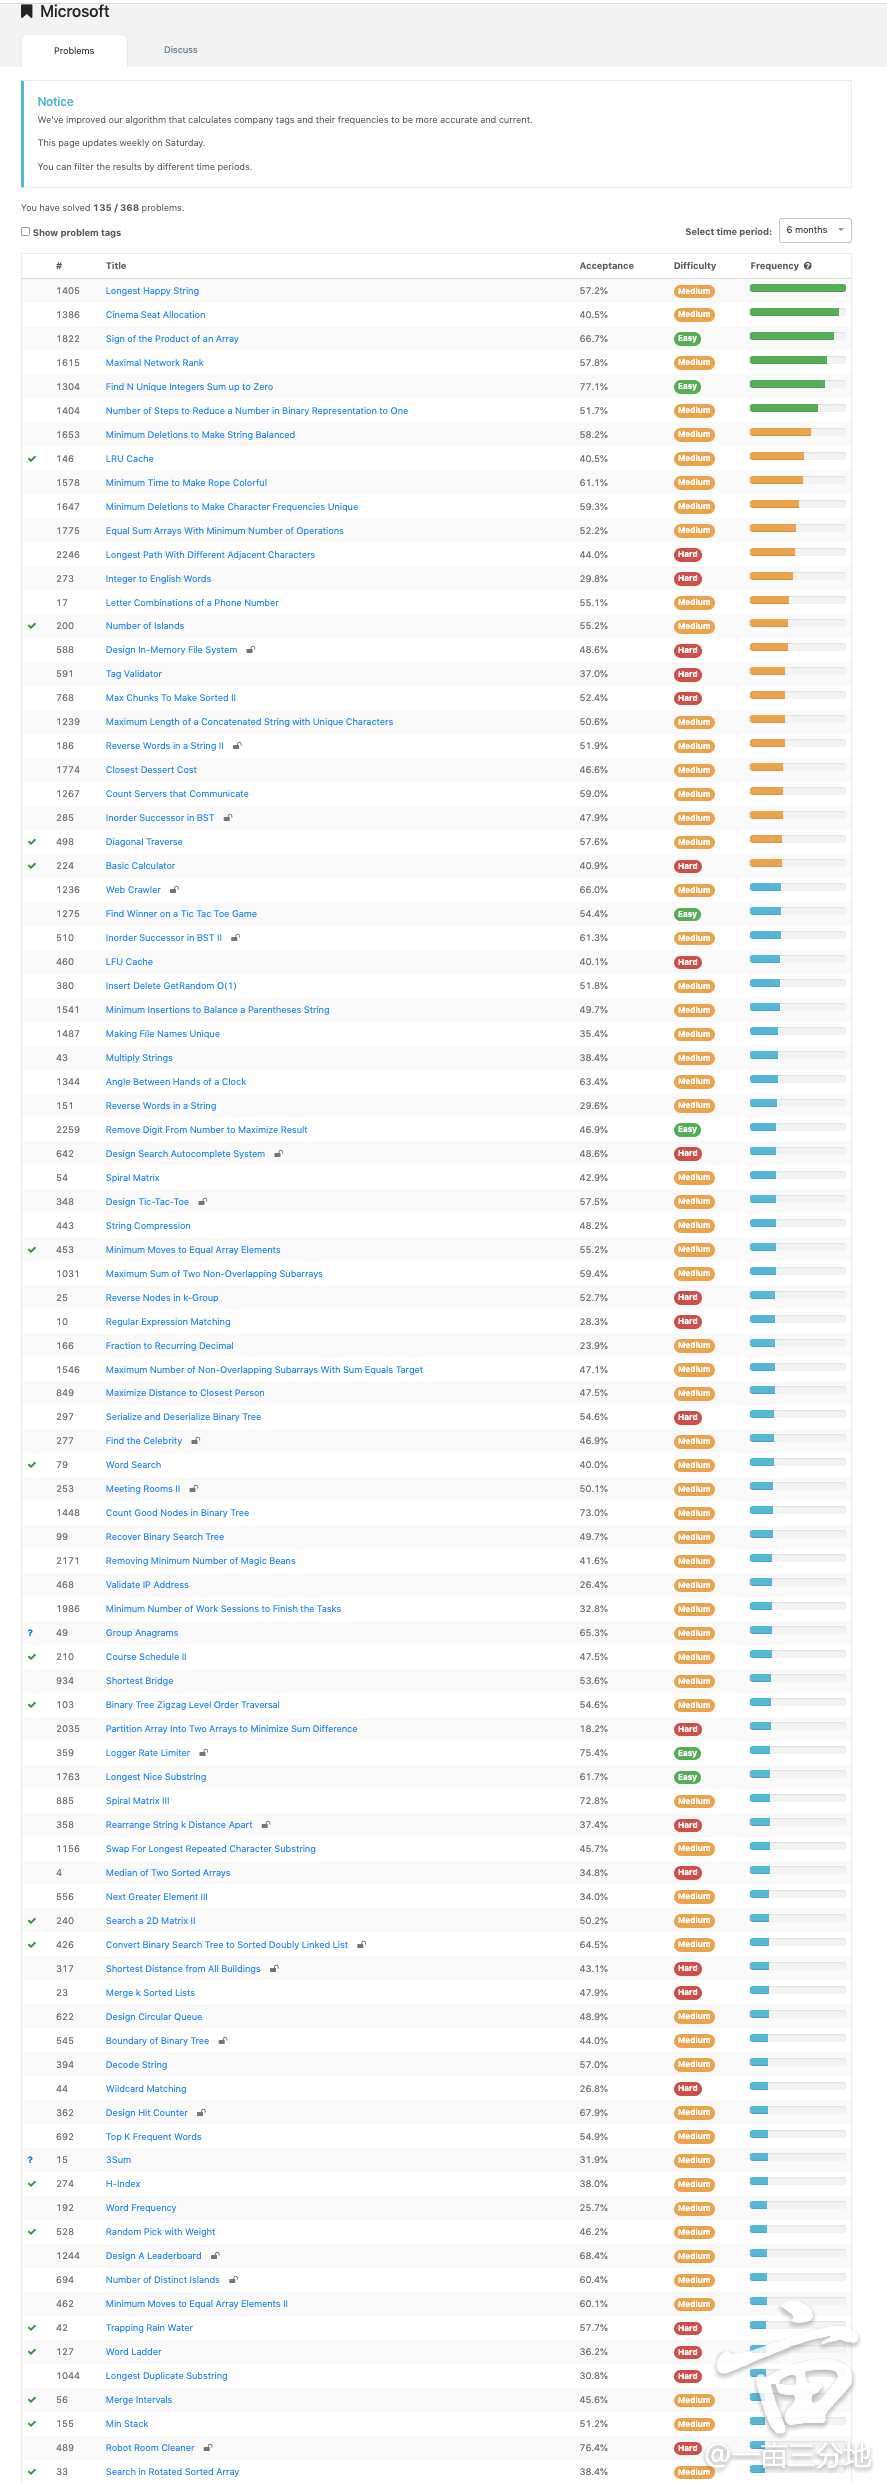 Microsoft
Problems Discuss
Notice
We've improved our algorithm that calculates company tags and their frequencies to be more accurate and current.
This page updates weekly on Saturday.
You can filter the results by different time periods.
You have solved 135 / 368 problems.
Show problem tags Select time period: 6 months
# Title Acceptance Difficulty Frequency
1405 Longest Happy String 57.2% Medium
1386 Cinema Seat Allocation 40.5% Medium
1822 Sign of the Product of an Array 66.7% Easy
1615 Maximal Network Rank 57.8% Medium
1304 Find N Unique Integers Sum up to Zero 77.1% Easy
1404 Number of Steps to Reduce a Number in Binary Representation to One 51.7% Medium
1653 Minimum Deletions to Make String Balanced 58.2% Medium
146 LRU Cache 40.5% Medium
1578 Minimum Time to Make Rope Colorful 61.1% Medium
1647 Minimum Deletions to Make Character Frequencies Unique 59.3% Medium
1775 Equal Sum Arrays With Minimum Number of Operations 52.2% Medium
2246 Longest Path With Different Adjacent Characters 44.0% Hard
273 Integer to English Words 29.8% Hard
17 Letter Combinations of a Phone Number 55.1% Medium
200 Number of Islands 55.2% Medium
588 Design In-Memory File System 48.6% Hard
591 Tag Validator 37.0% Hard
768 Max Chunks To Make Sorted II 52.4% Hard
1239 Maximum Length of a Concatenated String with Unique Characters 50.6% Medium
186 Reverse Words in a String II 51.9% Medium
1774 Closest Dessert Cost 46.6% Medium
1267 Count Servers that Communicate 59.0% Medium
285 Inorder Successor in BST 47.9% Medium
498 Diagonal Traverse 57.6% Medium
224 Basic Calculator 40.9% Hard
1236 Web Crawler 66.0% Medium
1275 Find Winner on a Tic Tac Toe Game 54.4% Easy
510 Inorder Successor in BST II 61.3% Medium
460 LFU Cache 40.1% Hard
380 Insert Delete GetRandom O(1) 51.8% Medium
1541 Minimum Insertions to Balance a Parentheses String 49.7% Medium
1487 Making File Names Unique 35.4% Medium
43 Multiply Strings 38.4% Medium
1344 Angle Between Hands of a Clock 63.4% Medium
151 Reverse Words in a String 29.6% Medium
2259 Remove Digit From Number to Maximize Result 46.9% Easy
642 Design Search Autocomplete System 48.6% Hard
54 Spiral Matrix 42.9% Medium
348 Design Tic-Tac-Toe 57.5% Medium
443 String Compression 48.2% Medium
453 Minimum Moves to Equal Array Elements 55.2% Medium
1031 Maximum Sum of Two Non-Overlapping Subarrays 59.4% Medium
25 Reverse Nodes in k-Group 52.7% Hard
10 Regular Expression Matching 28.3% Hard
166 Fraction to Recurring Decimal 23.9% Medium
1546 Maximum Number of Non-Overlapping Subarrays With Sum Equals Target 47.1% Medium
849 Maximize Distance to Closest Person 47.5% Medium
297 Serialize and Deserialize Binary Tree 54.6% Hard
277 Find the Celebrity 46.9% Medium
79 Word Search 40.0% Medium
253 Meeting Rooms II 50.1% Medium
1448 Count Good Nodes in Binary Tree 73.0% Medium
99 Recover Binary Search Tree 49.7% Medium
2171 Removing Minimum Number of Magic Beans 41.6% Medium
468 Validate IP Address 26.4% Medium
1986 Minimum Number of Work Sessions to Finish the Tasks 32.8% Medium
? 49 Group Anagrams 65.3% Medium
210 Course Schedule II 47.5% Medium
934 Shortest Bridge 53.6% Medium
103 Binary Tree Zigzag Level Order Traversal 54.6% Medium
2035 Partition Array Into Two Arrays to Minimize Sum Difference 18.2% Hard
359 Logger Rate Limiter 75.4% Easy
1763 Longest Nice Substring 61.7% Easy
885 Spiral Matrix III 72.8% Medium
358 Rearrange String k Distance Apart 37.4% Hard
1156 Swap For Longest Repeated Character Substring 45.7% Medium
4 Median of Two Sorted Arrays 34.8% Hard
556 Next Greater Element III 34.0% Medium
240 Search a 2D Matrix II 50.2% Medium
426 Convert Binary Search Tree to Sorted Doubly Linked List 64.5% Medium
317 Shortest Distance from All Buildings 43.1% Hard
23 Merge k Sorted Lists 47.9% Hard
622 Design Circular Queue 48.9% Medium
545 Boundary of Binary Tree 44.0% Medium
394 Decode String 57.0% Medium
44 Wildcard Matching 26.8% Hard
362 Design Hit Counter 67.9% Medium
692 Top K Frequent Words 54.9% Medium
? 15 3Sum 31.9% Medium
274 H-Index 38.0% Medium
192 Word Frequency 25.7% Medium
528 Random Pick with Weight 46.2% Medium
1244 Design A Leaderboard 68.4% Medium
694 Number of Distinct Islands 60.4% Medium
462 Minimum Moves to Equal Array Elements II 60.1% Medium
42 Trapping Rain Water 57.7% Hard
127 Word Ladder 36.2% Hard
1044 Longest Duplicate Substring 30.8% Hard
56 Merge Intervals 45.6% Medium
155 Min Stack 51.2% Medium
489 Robot Room Cleaner 76.4% Hard
33 Search in Rotated Sorted Array 38.4% Medium
亩
@一亩三分地